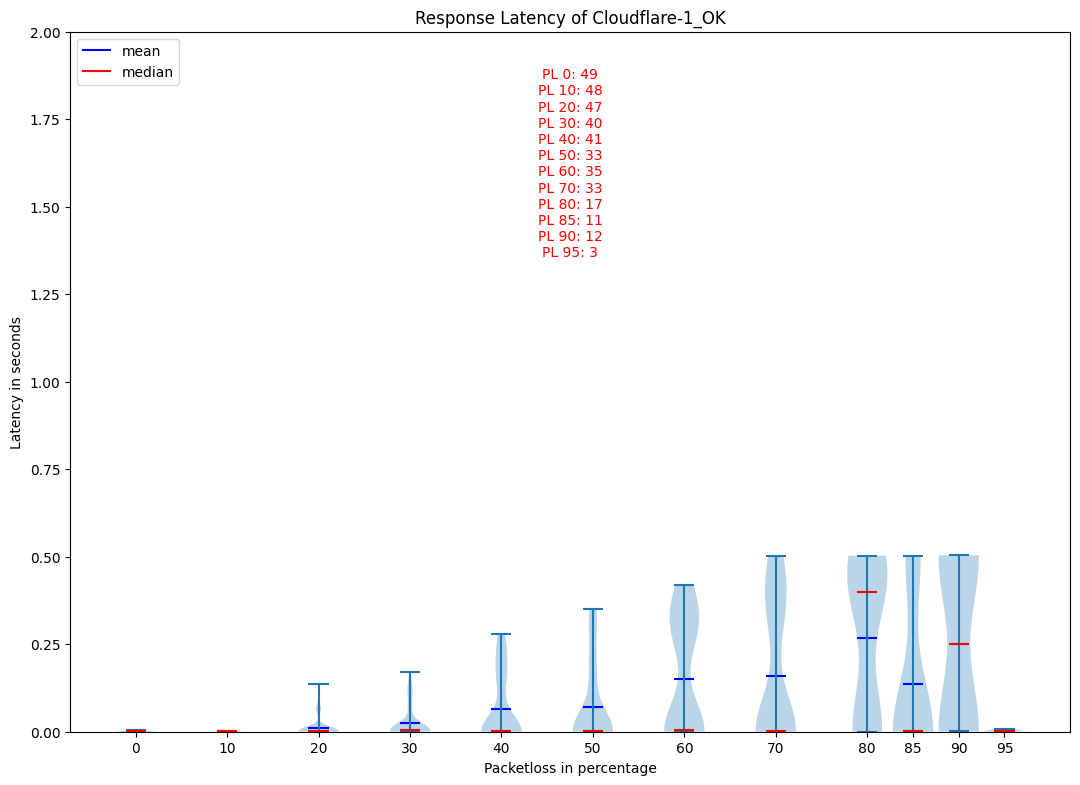 Response Latency of Cloudflare-1_OK
mean
median
PL 0: 49
PL 10: 48
PL 20: 47
PL 30: 40
PL 40: 41
PL 50: 33
PL 60: 35
PL 70: 33
PL 80: 17
PL 85: 11
PL 90: 12
PL 95: 3
Latency in seconds
2.00
1.75
1.50
1.25
1.00
0.75
0.50
0.25
0.00
0 10 20 30 40 50 60 70 80 85 90 95
Packetloss in percentage